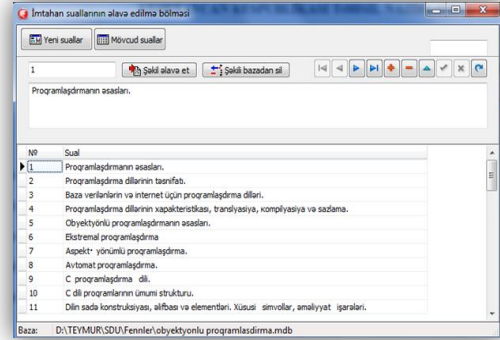 İmtahan suallarının əlavə edilmə bölməsi
Yeni suallar
Mövcud suallar
1
Şəkil əlavə et
Şəkili bazadan sil
Proqramlaşdırmanın əsasları.
Nº Sual
1 Proqramlaşdırmanın əsasları.
2 Proqramlaşdırma dillərinin təsnifatı.
3 Baza verilənlərin və internet üçün proqramlaşdırma dilləri.
4 Proqramlaşdırma dillərinin xapakteristikası, translyasiya, компilyasiya və sazlama.
5 Obyektyönlü proqramlaşdırmanın əsasları.
6 Ekstremal proqramlaşdırma
7 Aspekt· yönümlü proqramlaşdırma.
8 Avtomat proqramlaşdırma.
9 C proqramlaşdırma dili.
10 C dili proqramlarının ümumi strukturu.
11 Dilin sadə konstruksiyası, əlifbası və elementləri. Xüsusi simvollar, əməliyyat işarələri.
Baza: D:\TEYMUR\SDU\Fennler\obyektyonlu proqramlasdirma.mdb